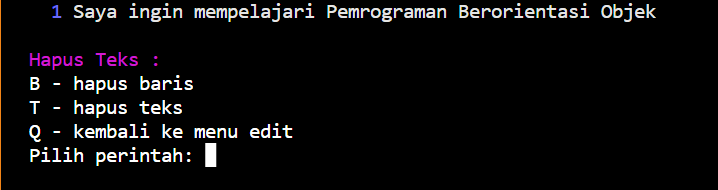 1 Saya ingin mempelajari Pemrograman Berorientasi Objek
Hapus Teks :
B - hapus baris
T - hapus teks
Q - kembali ke menu edit
Pilih perintah: